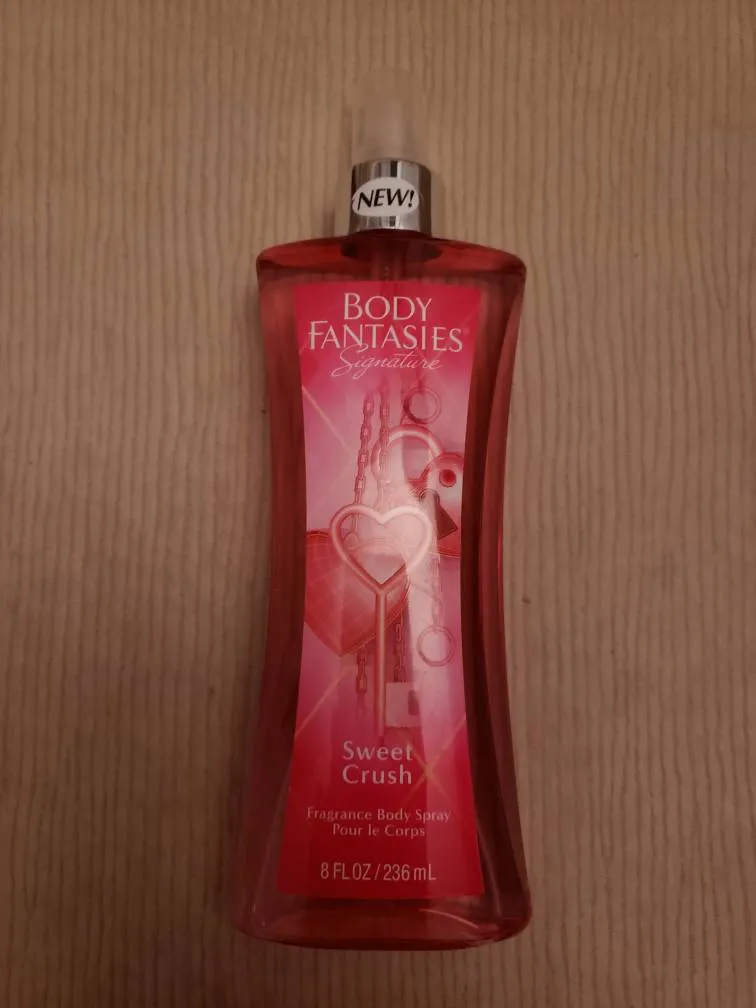 NEW!
BODY
FANTASIES®
Signature
Sweet
Crush
Fragrance Body Spray
Pour le Corps
8 FL OZ / 236 mL